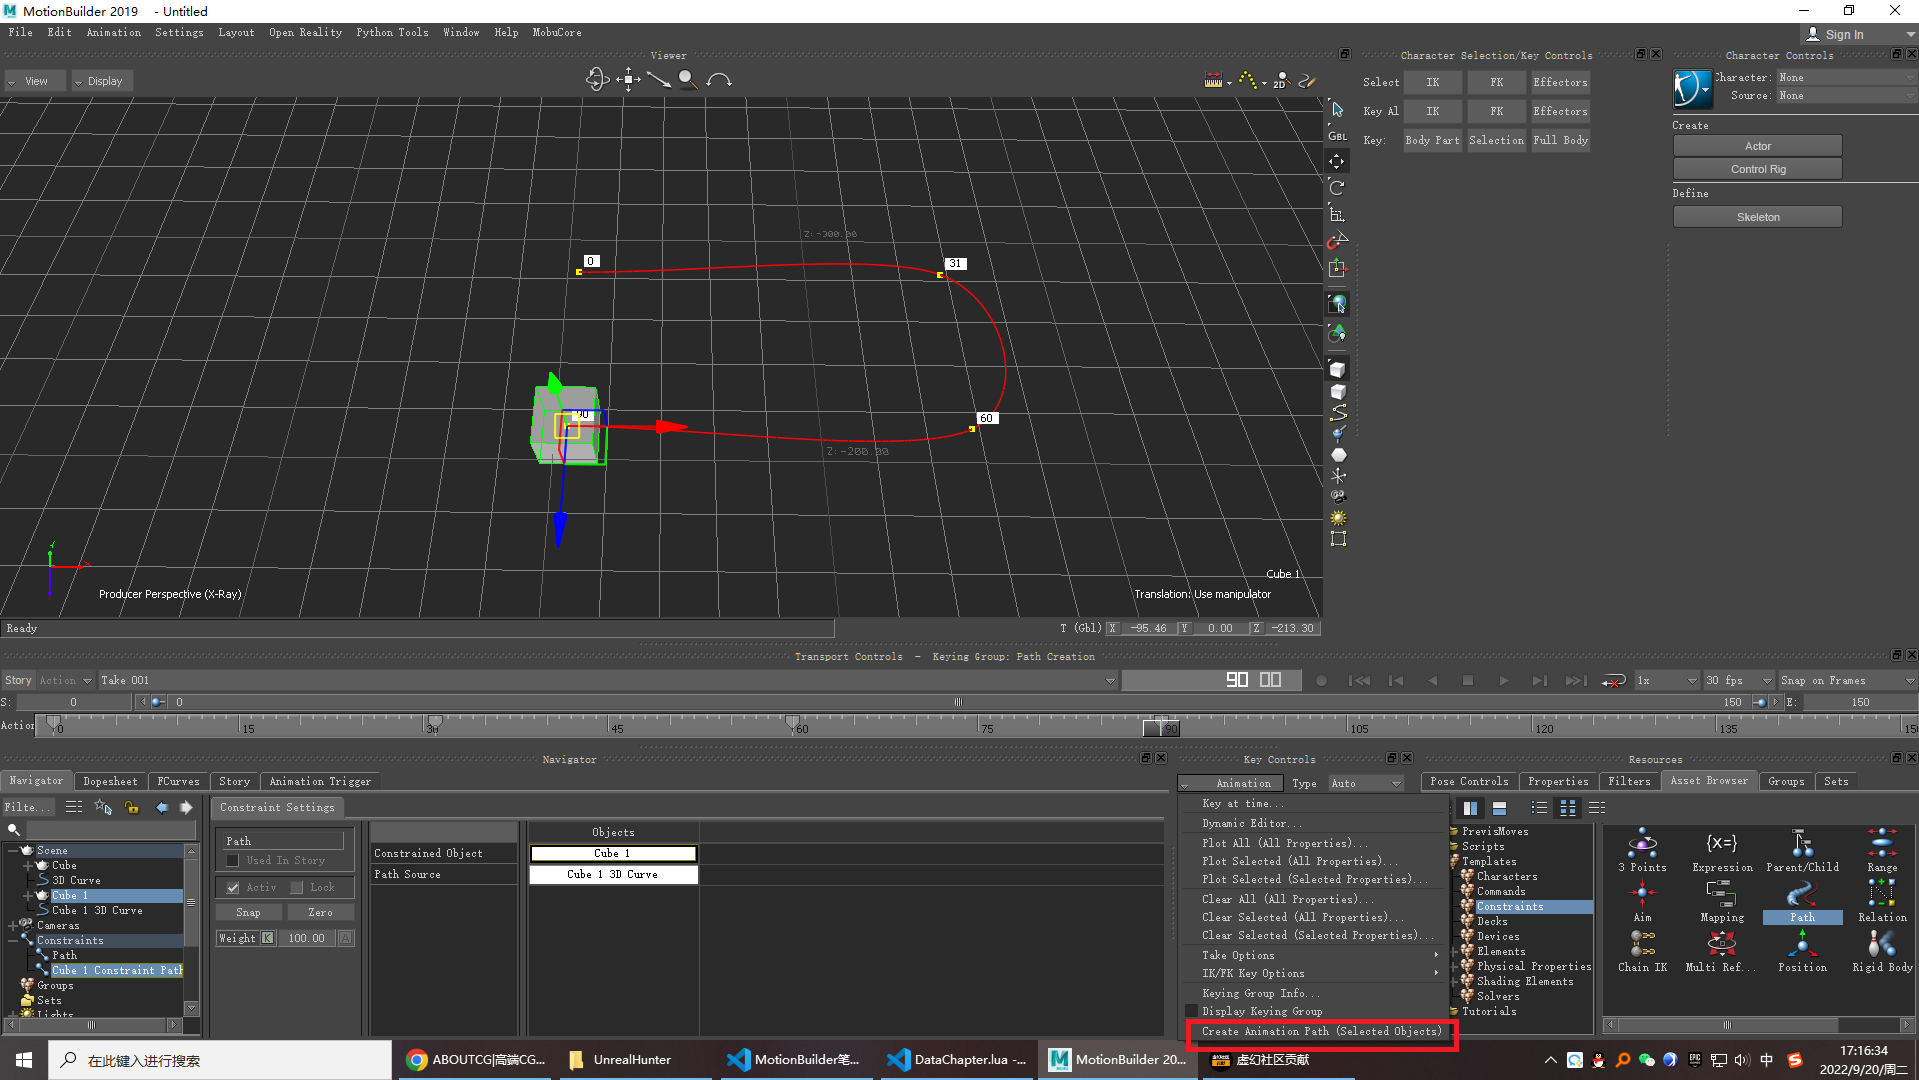 MotionBuilder 2019 - Untitled
File Edit Animation Settings Layout Open Reality Python Tools Window Help MobuCore
Sign In
Viewer
Character Selection/Key Controls
Character Controls
View Display
2D
Select IK FK Effectors
Key Al IK FK Effectors
Key: Body Part Selection Full Body
Character: None
Source: None
Create
Actor
Control Rig
Define
Skeleton
GBL
0
31
60
90
Z:-200.00
Cube 1
Producer Perspective (X-Ray)
Translation: Use manipulator
Ready
T (Gbl) X -95.46 Y 0.00 Z -213.30
Transport Controls - Keying Group: Path Creation
Story Action Take 001
90 00
1x 30 fps Snap on Frames
S: 0 0 150 E: 150
Action 0 15 30 45 60 75 90 105 120 135 150
Navigator
Key Controls
Resources
Navigator Dopesheet FCurves Story Animation Trigger
Animation Type Auto
Pose Controls Properties Filters Asset Browser Groups Sets
Filte...
Constraint Settings
Path
Used In Story
Activ Lock
Snap Zero
Weight K 100.00 A
Objects
Constrained Object Cube 1
Path Source Cube 1 3D Curve
Scene
Cube
3D Curve
Cube 1
Cube 1 3D Curve
Cameras
Constraints
Path
Cube 1 Constraint Path
Groups
Sets
Lights
Key at time...
Dynamic Editor...
Plot All (All Properties)...
Plot Selected (All Properties)...
Plot Selected (Selected Properties)...
Clear All (All Properties)...
Clear Selected (All Properties)...
Clear Selected (Selected Properties)...
Take Options
IK/FK Key Options
Keying Group Info...
Display Keying Group
Create Animation Path (Selected Objects)
PrevisMoves
Scripts
Templates
Characters
Commands
Constraints
Decks
Devices
Elements
Physical Properties
Shading Elements
Solvers
Tutorials
3 Points Expression Parent/Child Range
Aim Mapping Path Relation
Chain IK Multi Ref... Position Rigid Body
在此键入进行搜索
ABOUTCG|高端CG...
UnrealHunter
MotionBuilder笔...
DataChapter.lua -...
MotionBuilder 20...
虚幻社区贡献
中
17:16:34
2022/9/20/周二